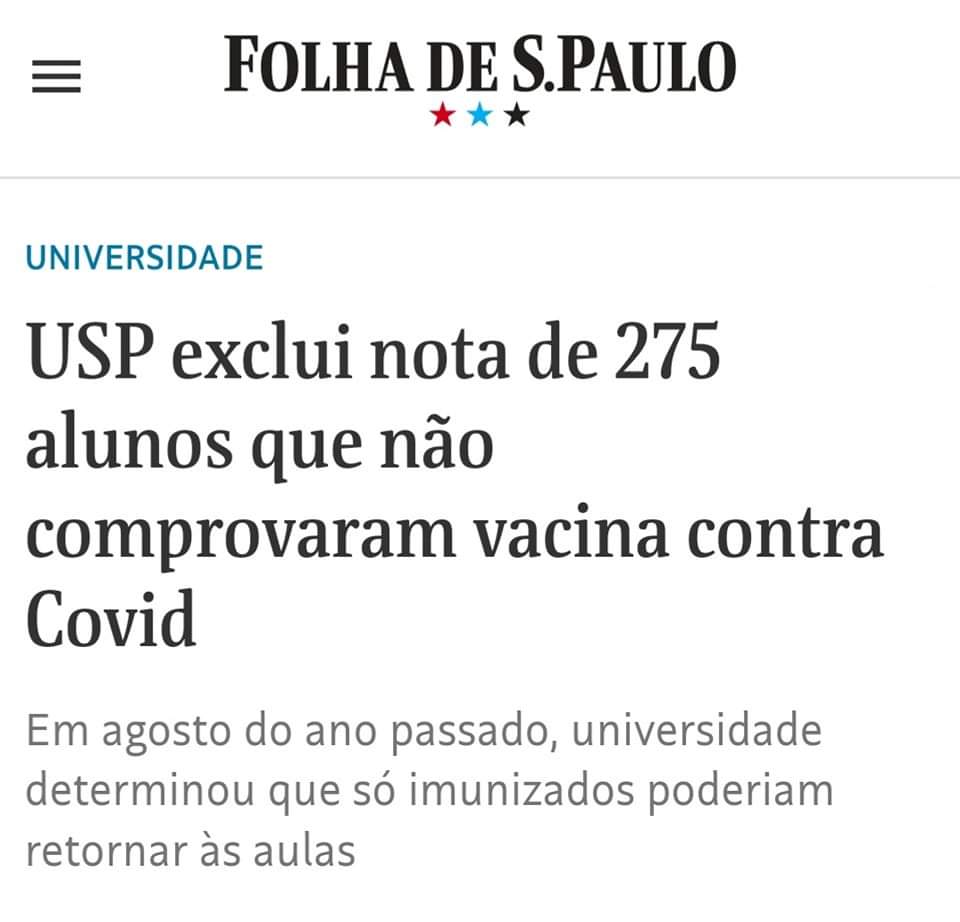 FOLHA DE S.PAULO
UNIVERSIDADE
USP exclui nota de 275
alunos que não
comprovaram vacina contra
Covid
Em agosto do ano passado, universidade
determinou que só imunizados poderiam
retornar às aulas